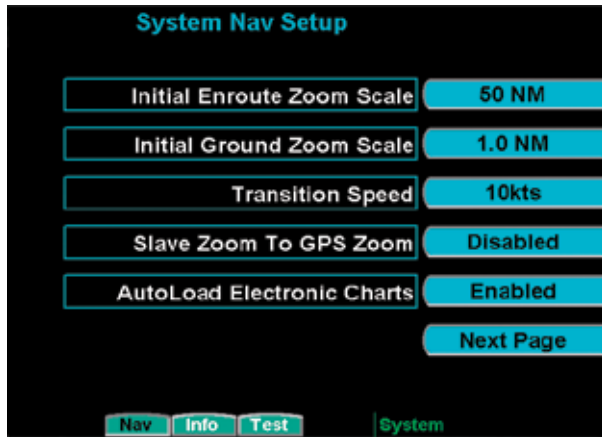 System Nav Setup
Initial Enroute Zoom Scale 50 NM
Initial Ground Zoom Scale 1.0 NM
Transition Speed 10kts
Slave Zoom To GPS Zoom Disabled
AutoLoad Electronic Charts Enabled
Next Page
Nav Info Test System